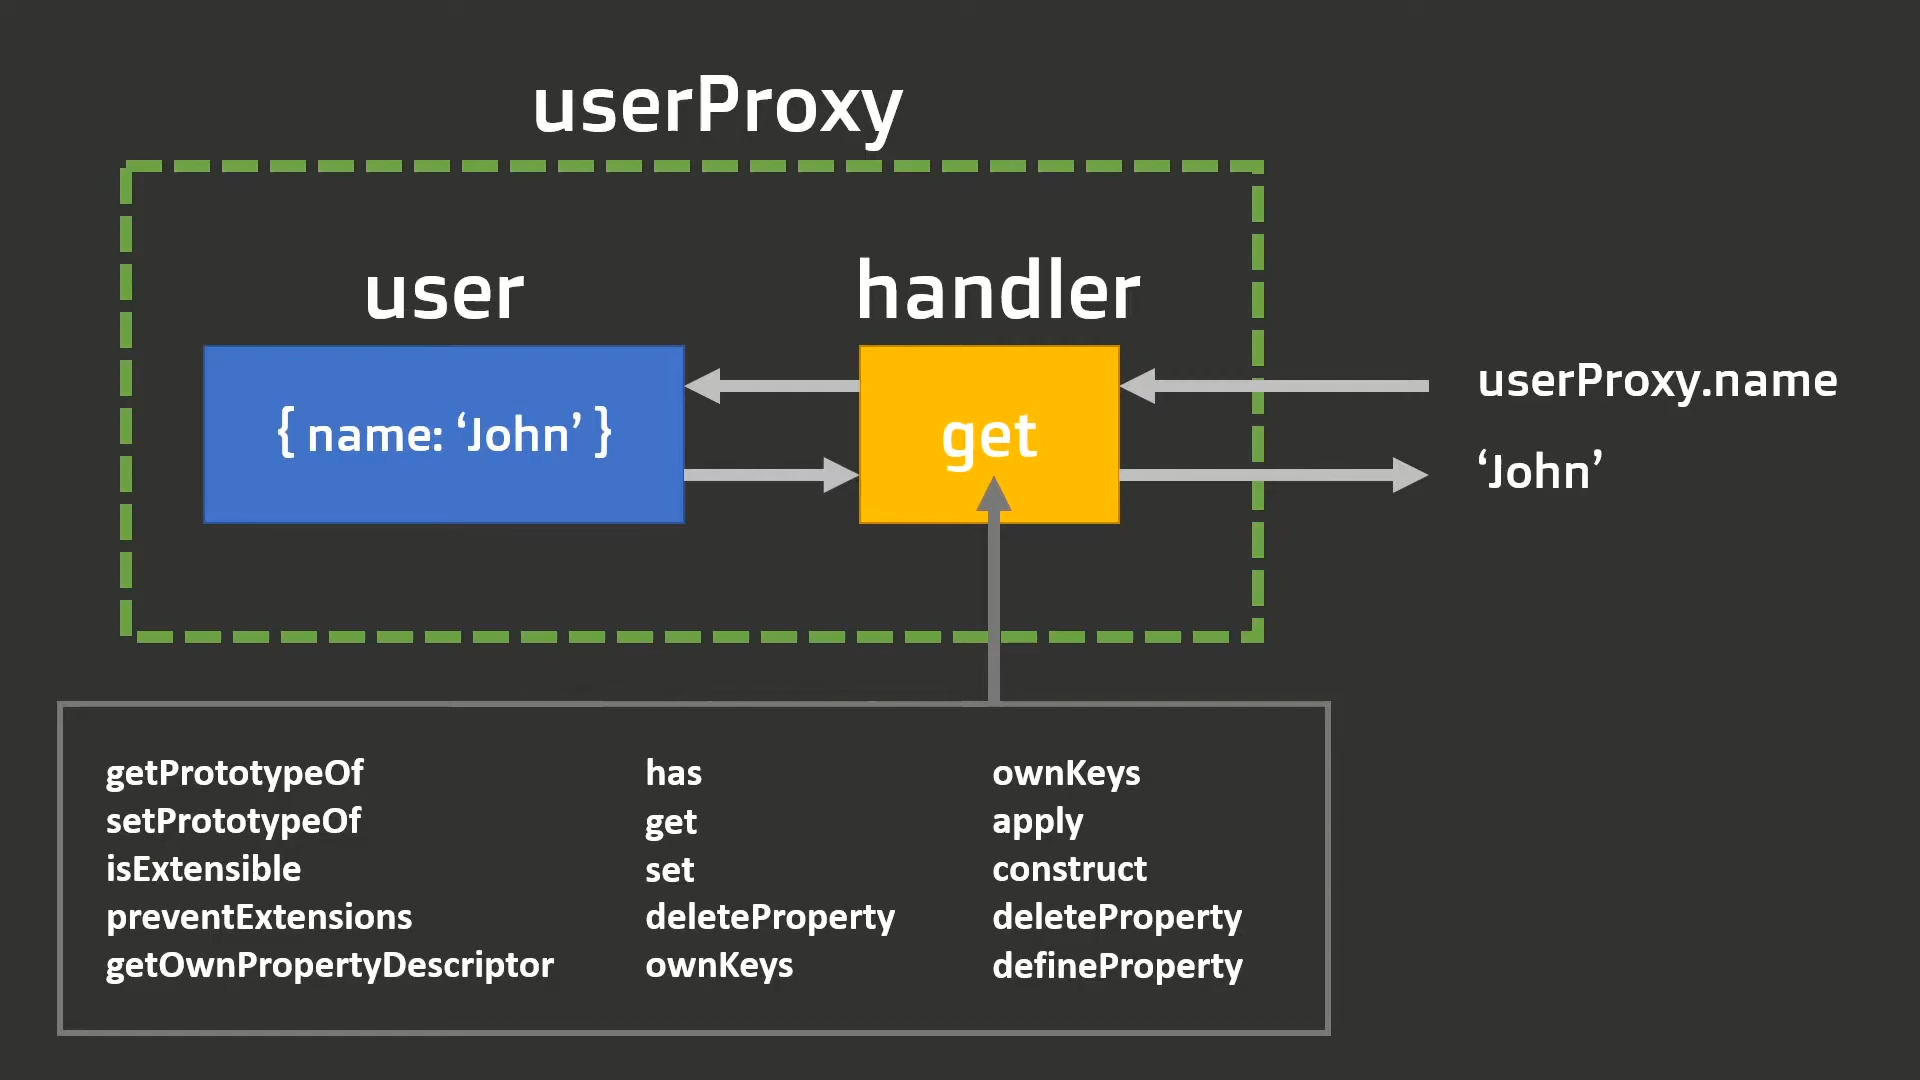 userProxy
user
handler
{ name: ‘John’ }
get
userProxy.name
‘John’
getPrototypeOf
setPrototypeOf
isExtensible
preventExtensions
getOwnPropertyDescriptor
has
get
set
deleteProperty
ownKeys
ownKeys
apply
construct
deleteProperty
defineProperty